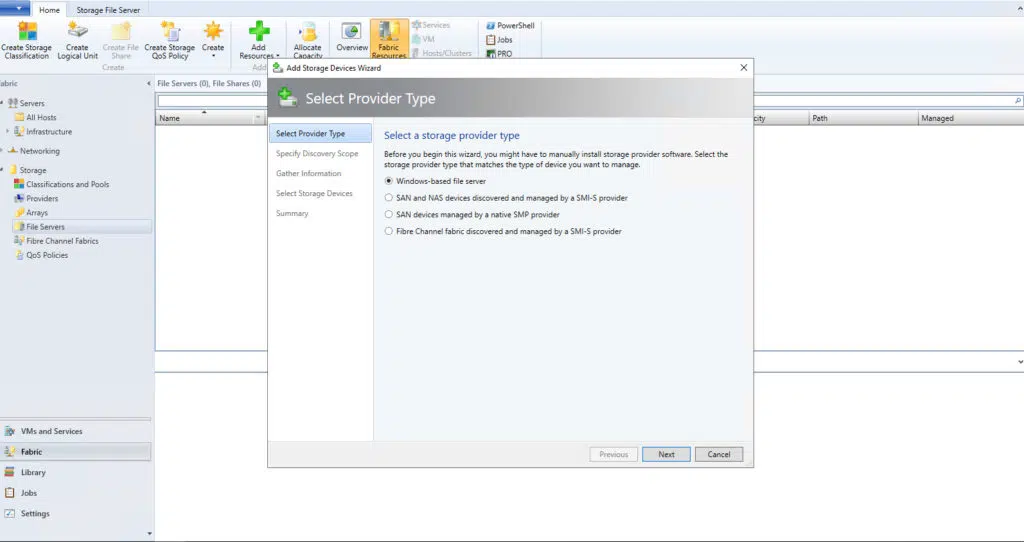 Home
Storage File Server
Create Storage
Classification
Create
Logical Unit
Create File
Share
Create Storage
QoS Policy
Create
Create
Add
Resources
Add
Allocate
Capacity
Overview
Fabric
Resources
Services
VM
Hosts/Clusters
PowerShell
Jobs
PRO
Fabric
Servers
All Hosts
Infrastructure
Networking
Storage
Classifications and Pools
Providers
Arrays
File Servers
Fibre Channel Fabrics
QoS Policies
VMs and Services
Fabric
Library
Jobs
Settings
File Servers (0), File Shares (0)
Name
city
Path
Managed
Add Storage Devices Wizard
Select Provider Type
Select Provider Type
Specify Discovery Scope
Gather Information
Select Storage Devices
Summary
Select a storage provider type
Before you begin this wizard, you might have to manually install storage provider software. Select the
storage provider type that matches the type of device you want to manage.
Windows-based file server
SAN and NAS devices discovered and managed by a SMI-S provider
SAN devices managed by a native SMP provider
Fibre Channel fabric discovered and managed by a SMI-S provider
Previous
Next
Cancel